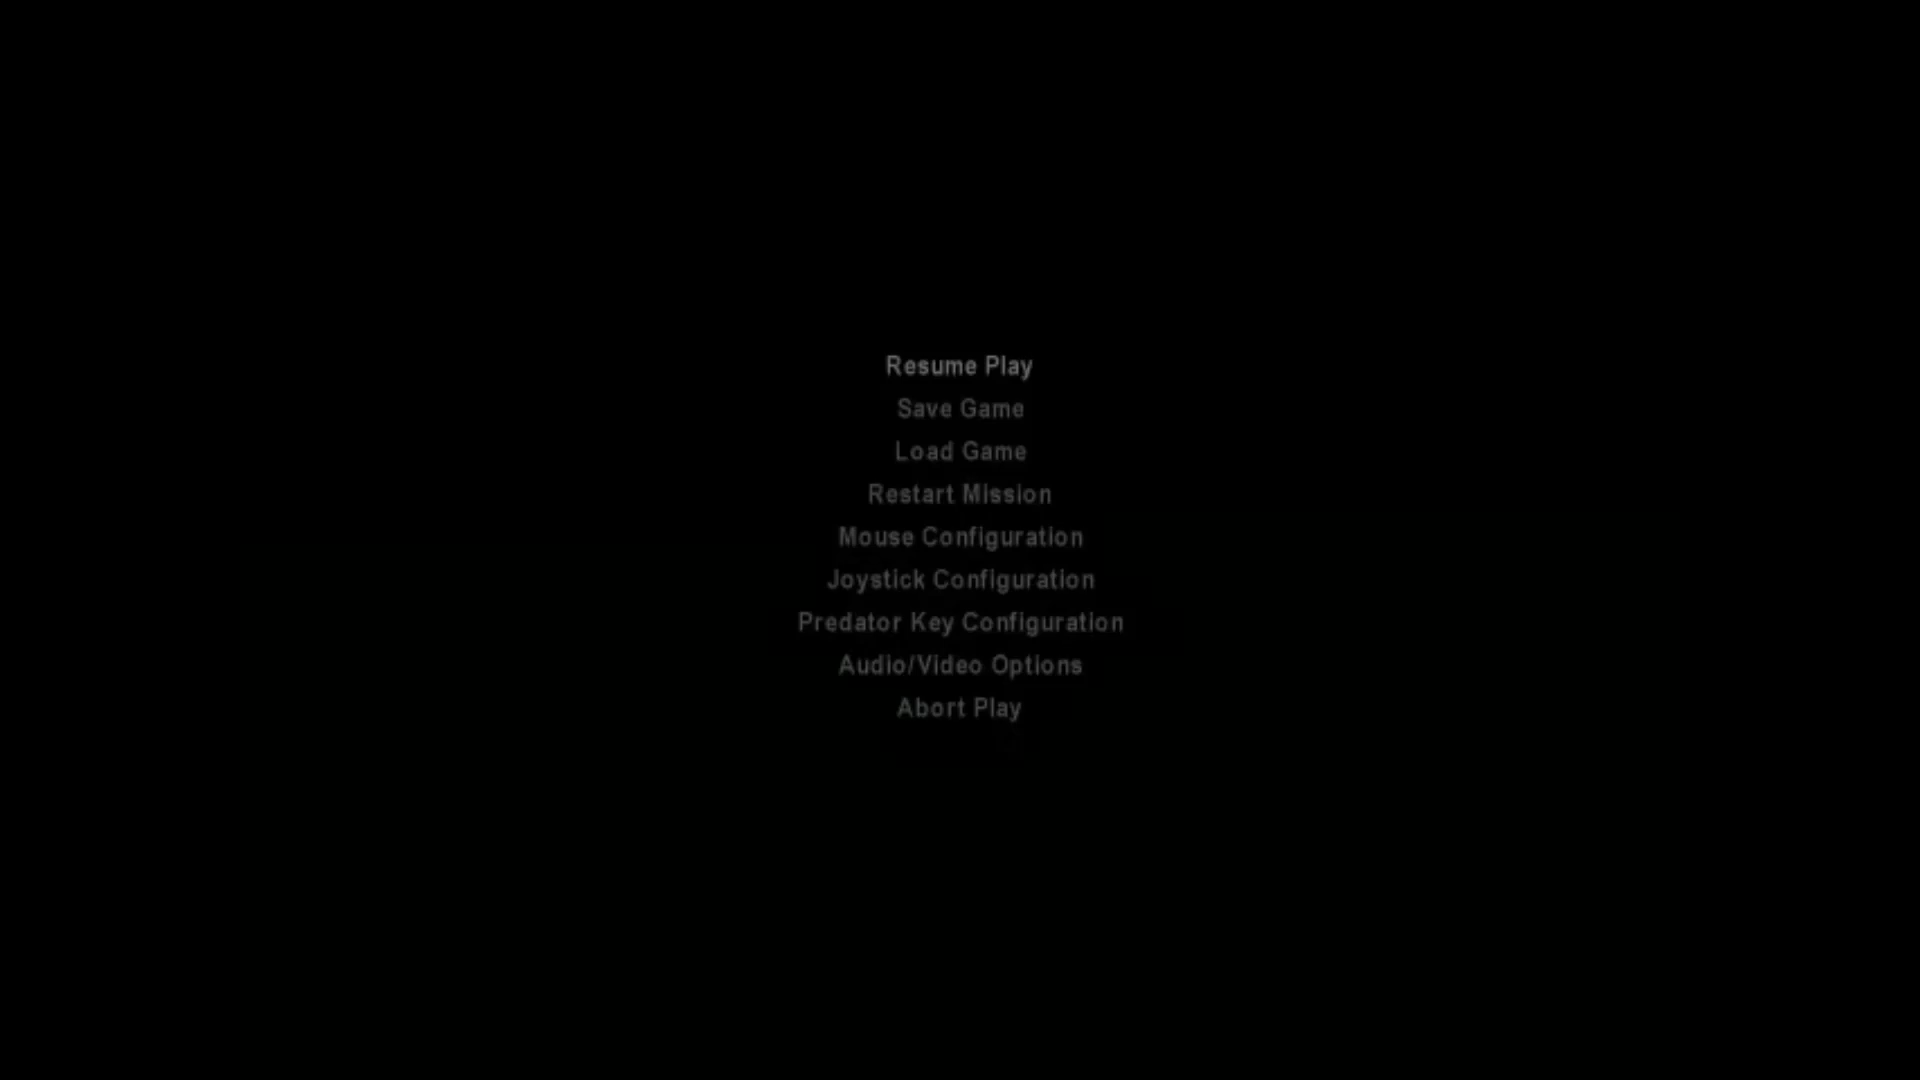 Resume Play
Save Game
Load Game
Restart Mission
Mouse Configuration
Joystick Configuration
Predator Key Configuration
Audio/Video Options
Abort Play